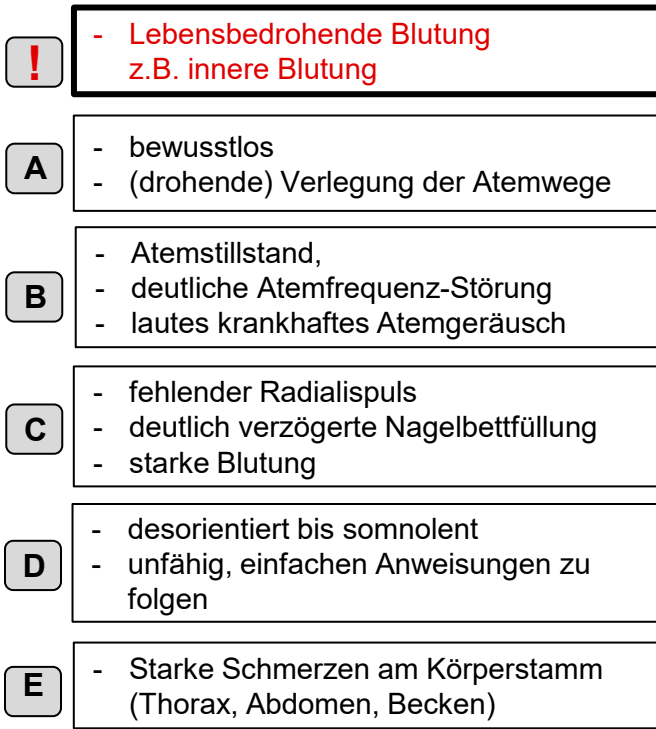 !
- Lebensbedrohende Blutung
z.B. innere Blutung
A
- bewusstlos
- (drohende) Verlegung der Atemwege
B
- Atemstillstand,
- deutliche Atemfrequenz-Störung
- lautes krankhaftes Atemgeräusch
C
- fehlender Radialispuls
- deutlich verzögerte Nagelbettfüllung
- starke Blutung
D
- desorientiert bis somnolent
- unfähig, einfachen Anweisungen zu
folgen
E
- Starke Schmerzen am Körperstamm
(Thorax, Abdomen, Becken)